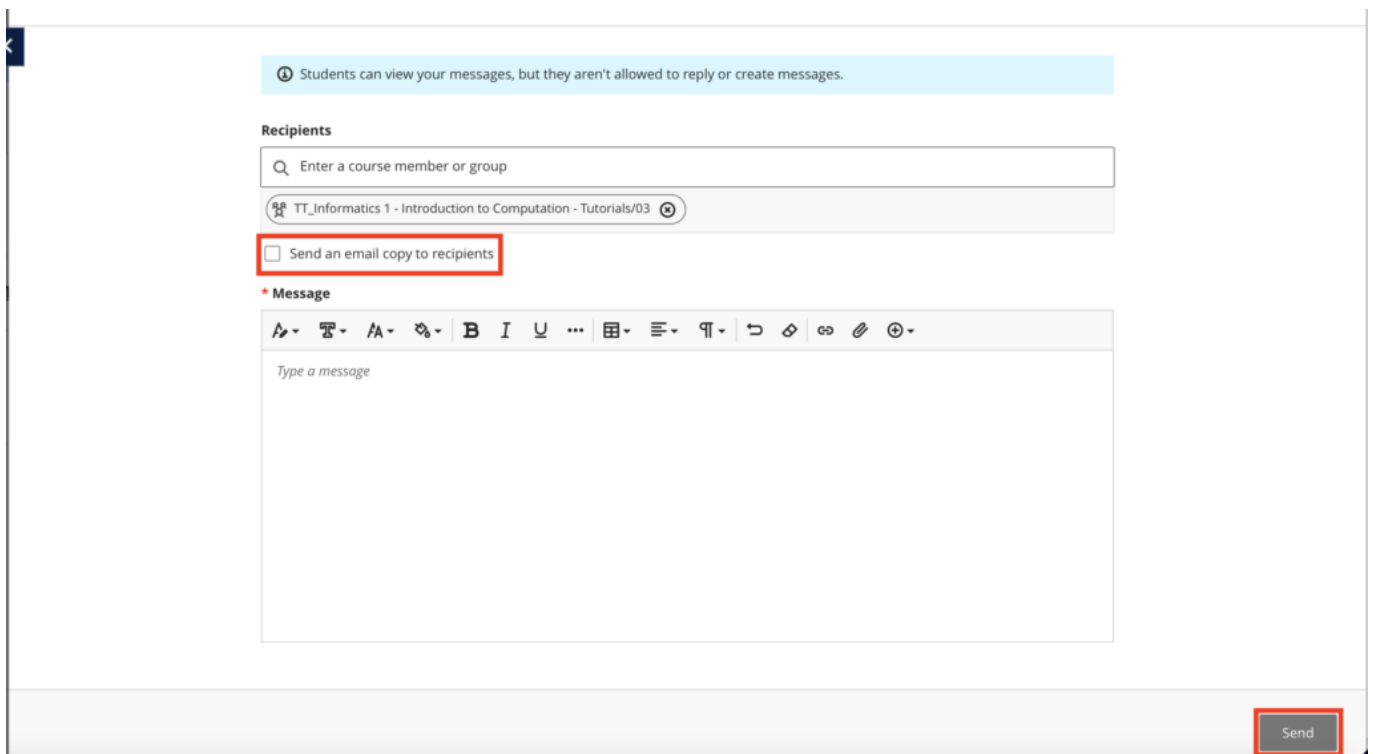 Students can view your messages, but they aren't allowed to reply or create messages.
Recipients
Enter a course member or group
TT_Informatics 1 - Introduction to Computation - Tutorials/03
Send an email copy to recipients
* Message
B I U
Type a message
Send